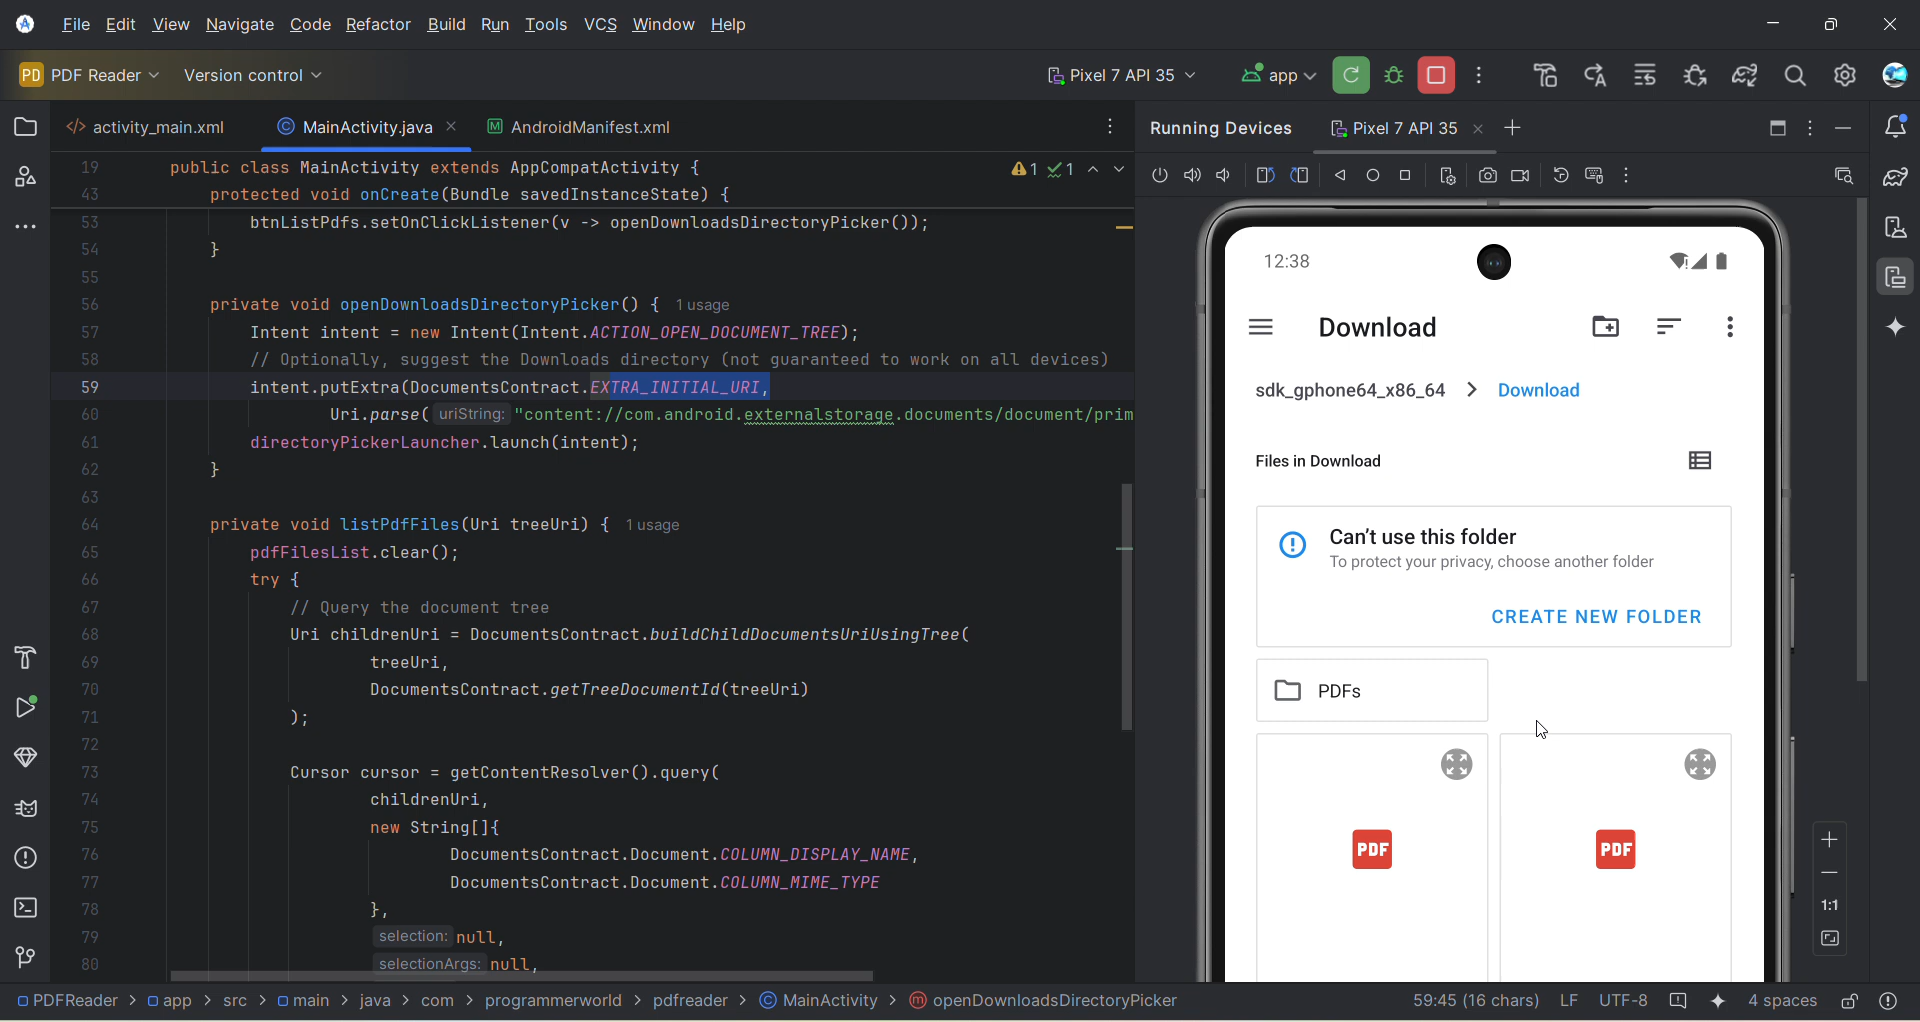 File Edit View Navigate Code Refactor Build Run Tools VCS Window Help
PD PDF Reader Version control Pixel 7 API 35 app
activity_main.xml MainActivity.java AndroidManifest.xml
Running Devices Pixel 7 API 35
19 public class MainActivity extends AppCompatActivity { 1 1
43 protected void onCreate(Bundle savedInstanceState) {
53 btnListPdfs.setOnClickListener(v -> openDownloadsDirectoryPicker());
54 }
55
56 private void openDownloadsDirectoryPicker() { 1 usage
57 Intent intent = new Intent(Intent.ACTION_OPEN_DOCUMENT_TREE);
58 // Optionally, suggest the Downloads directory (not guaranteed to work on all devices)
59 intent.putExtra(DocumentsContract.EXTRA_INITIAL_URI,
60 Uri.parse( uriString: "content://com.android.externalstorage.documents/document/prim
61 directoryPickerLauncher.launch(intent);
62 }
63
64 private void listPdfFiles(Uri treeUri) { 1 usage
65 pdfFilesList.clear();
66 try {
67 // Query the document tree
68 Uri childrenUri = DocumentsContract.buildChildDocumentsUriUsingTree(
69 treeUri,
70 DocumentsContract.getTreeDocumentId(treeUri)
71 );
72
73 Cursor cursor = getContentResolver().query(
74 childrenUri,
75 new String[]{
76 DocumentsContract.Document.COLUMN_DISPLAY_NAME,
77 DocumentsContract.Document.COLUMN_MIME_TYPE
78 },
79 selection: null,
80 selectionArgs: null,
12:38
Download
sdk_gphone64_x86_64 > Download
Files in Download
Can't use this folder
To protect your privacy, choose another folder
CREATE NEW FOLDER
PDFs
PDF PDF
1:1
PDFReader > app > src > main > java > com > programmerworld > pdfreader > MainActivity > openDownloadsDirectoryPicker 59:45 (16 chars) LF UTF-8 4 spaces